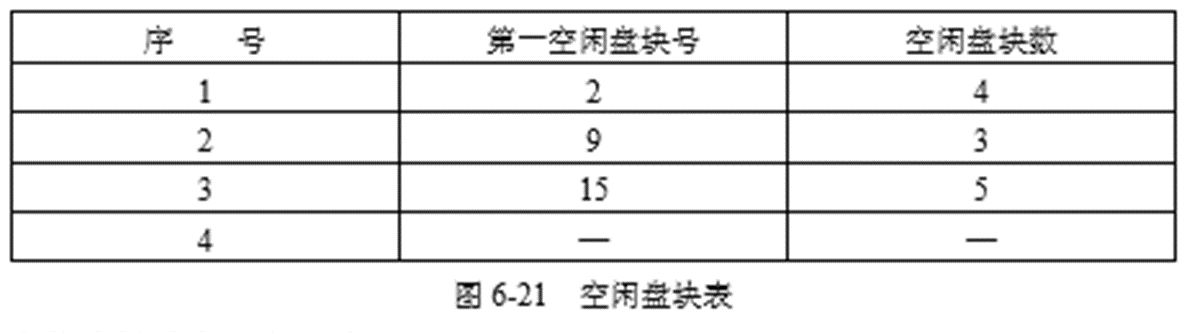 序 号 第一空闲盘块号 空闲盘块数
1 2 4
2 9 3
3 15 5
4 — —
图 6-21 空闲盘块表